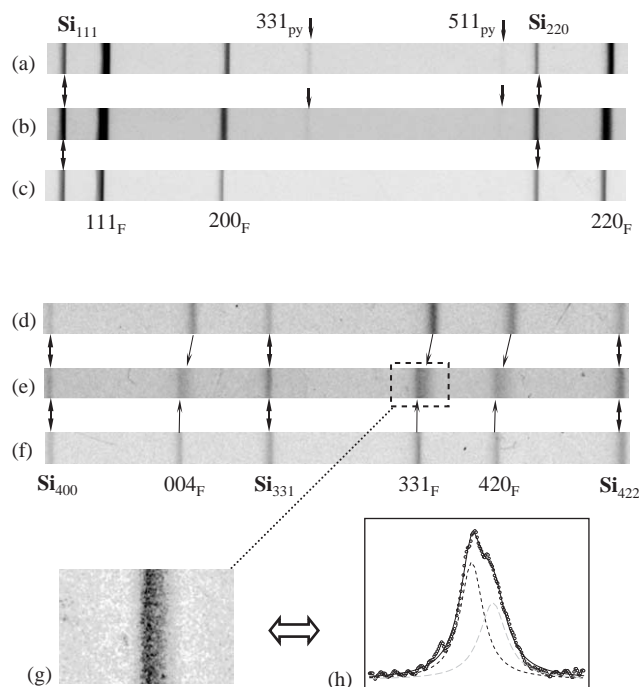 Si111 331py 511py Si220
(a)
(b)
(c)
111F 200F 220F
(d)
(e)
(f)
Si400 004F Si331 331F 420F Si422
(g) (h)